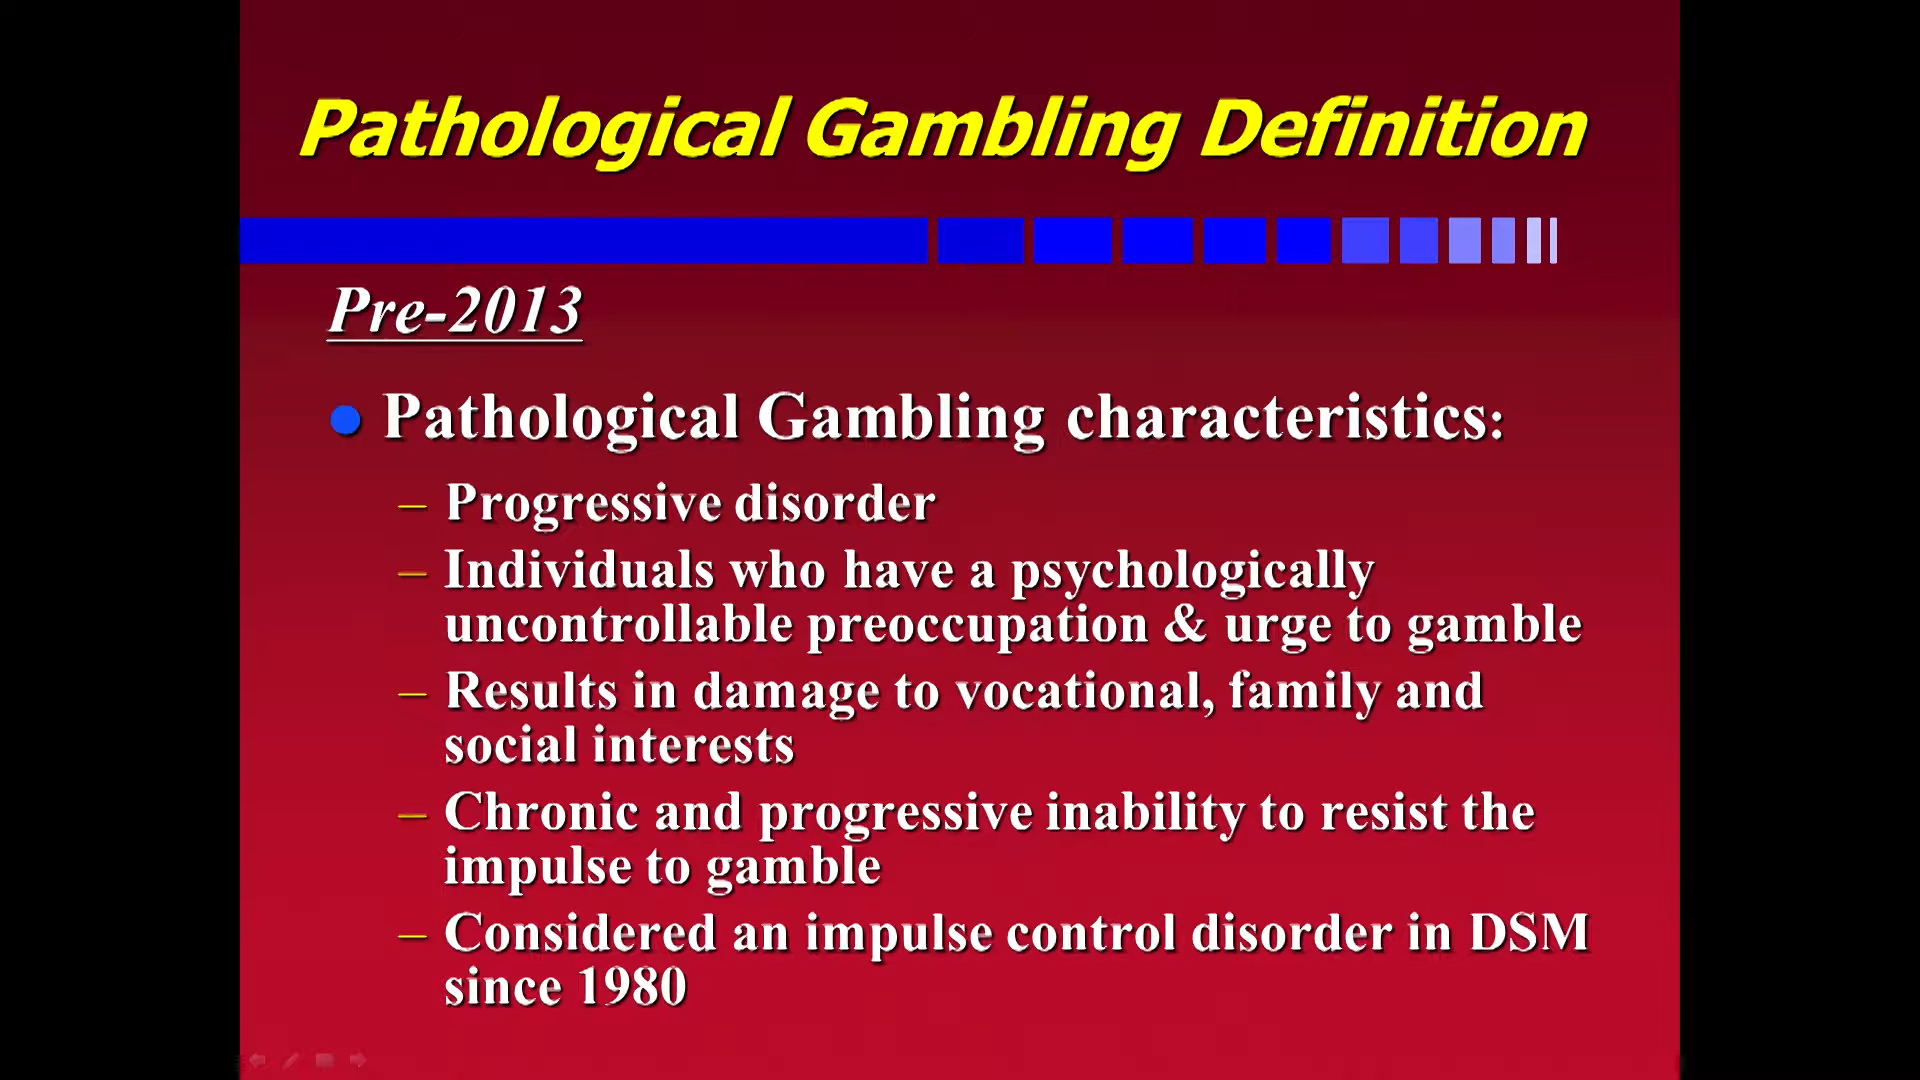 Pathological Gambling Definition
Pre-2013
Pathological Gambling characteristics:
– Progressive disorder
– Individuals who have a psychologically
uncontrollable preoccupation & urge to gamble
– Results in damage to vocational, family and
social interests
– Chronic and progressive inability to resist the
impulse to gamble
– Considered an impulse control disorder in DSM
since 1980